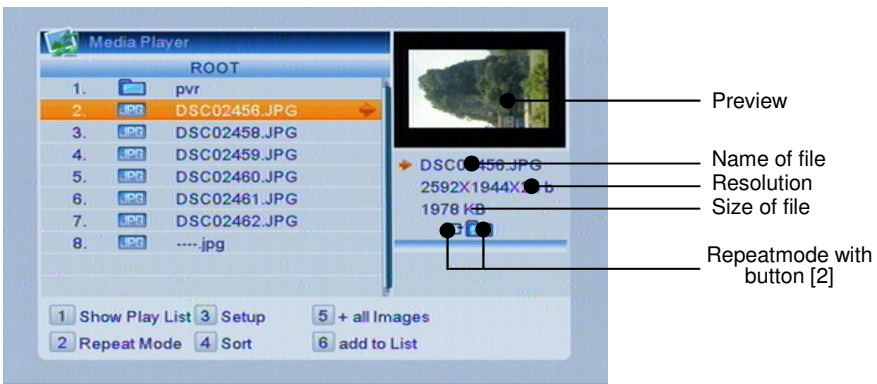 Media Player
ROOT
1. pvr
2. JPG DSC02456.JPG
3. JPG DSC02458.JPG
4. JPG DSC02459.JPG
5. JPG DSC02460.JPG
6. JPG DSC02461.JPG
7. JPG DSC02462.JPG
8. JPG ----.jpg
Preview
DSC02456.JPG
Name of file
2592X1944X
Resolution
1978 KB
Size of file
Repeatmode with
button [2]
1 Show Play List 3 Setup 5 + all Images
2 Repeat Mode 4 Sort 6 add to List